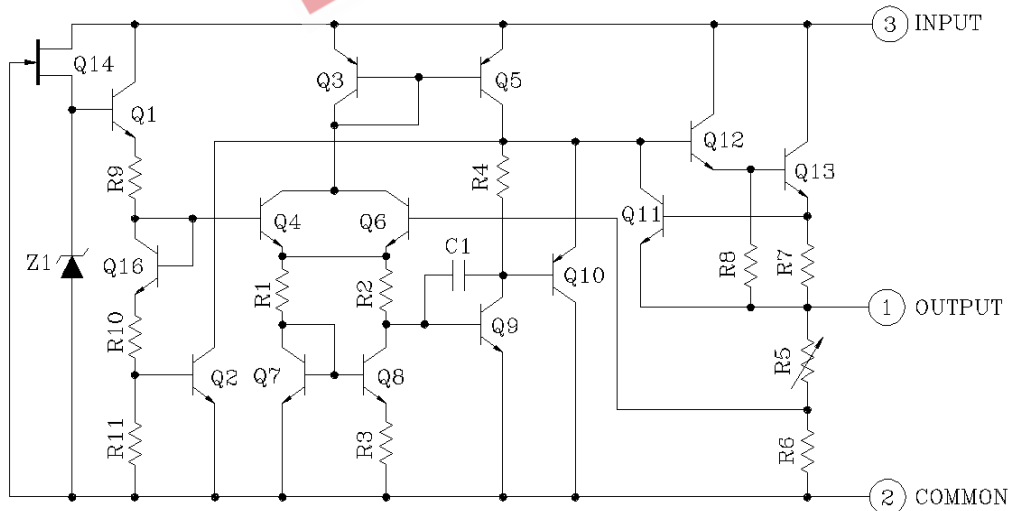 3 INPUT
Q14
Q3
Q5
Q1
Q12
Q13
R9
R4
Q4
Q6
Q11
Z1
Q16
C1
Q10
R8
R7
R1
R2
1 OUTPUT
R10
Q9
R5
Q2
Q7
Q8
R11
R3
R6
2 COMMON